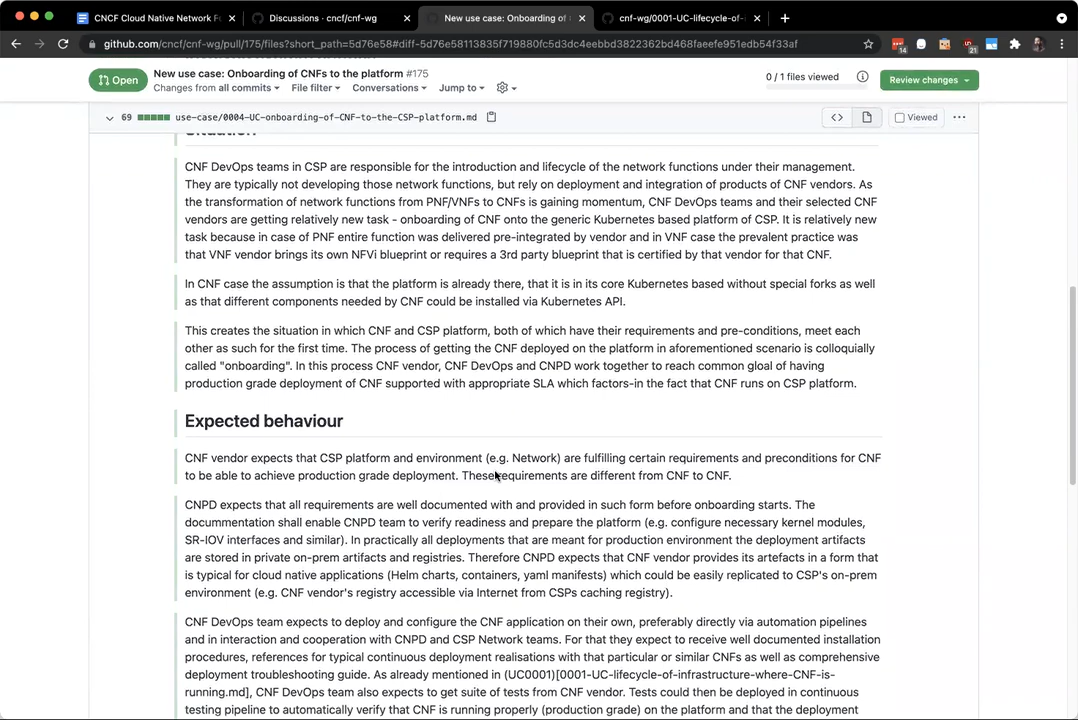 CNCF Cloud Native Network F
Discussions · cncf/cnf-wg
New use case: Onboarding of
cnf-wg/0001-UC-lifecycle-of-i
github.com/cncf/cnf-wg/pull/175/files?short_path=5d76e58#diff-5d76e58113835f719880fc5d3dc4eebbd3822362bd468faeefe951edb54f33af
14
21
Open
New use case: Onboarding of CNFs to the platform #175
Changes from all commits
File filter
Conversations
Jump to
0 / 1 files viewed
Review changes
69
use-case/0004-UC-onboarding-of-CNF-to-the-CSP-platform.md
Viewed
Situation
CNF DevOps teams in CSP are responsible for the introduction and lifecycle of the network functions under their management.
They are typically not developing those network functions, but rely on deployment and integration of products of CNF vendors. As
the transformation of network functions from PNF/VNFs to CNFs is gaining momentum, CNF DevOps teams and their selected CNF
vendors are getting relatively new task - onboarding of CNF onto the generic Kubernetes based platform of CSP. It is relatively new
task because in case of PNF entire function was delivered pre-integrated by vendor and in VNF case the prevalent practice was
that VNF vendor brings its own NFVi blueprint or requires a 3rd party blueprint that is certified by that vendor for that CNF.
In CNF case the assumption is that the platform is already there, that it is in its core Kubernetes based without special forks as well
as that different components needed by CNF could be installed via Kubernetes API.
This creates the situation in which CNF and CSP platform, both of which have their requirements and pre-conditions, meet each
other as such for the first time. The process of getting the CNF deployed on the platform in aforementioned scenario is colloquially
called "onboarding". In this process CNF vendor, CNF DevOps and CNPD work together to reach common gloal of having
production grade deployment of CNF supported with appropriate SLA which factors-in the fact that CNF runs on CSP platform.
Expected behaviour
CNF vendor expects that CSP platform and environment (e.g. Network) are fulfilling certain requirements and preconditions for CNF
to be able to achieve production grade deployment. These requirements are different from CNF to CNF.
CNPD expects that all requirements are well documented with and provided in such form before onboarding starts. The
docummentation shall enable CNPD team to verify readiness and prepare the platform (e.g. configure necessary kernel modules,
SR-IOV interfaces and similar). In practically all deployments that are meant for production environment the deployment artifacts
are stored in private on-prem artifacts and registries. Therefore CNPD expects that CNF vendor provides its artefacts in a form that
is typical for cloud native applications (Helm charts, containers, yaml manifests) which could be easily replicated to CSP's on-prem
environment (e.g. CNF vendor's registry accessible via Internet from CSPs caching registry).
CNF DevOps team expects to deploy and configure the CNF application on their own, preferably directly via automation pipelines
and in interaction and cooperation with CNPD and CSP Network teams. For that they expect to receive well documented installation
procedures, references for typical continuous deployment realisations with that particular or similar CNFs as well as comprehensive
deployment troubleshooting guide. As already mentioned in (UC0001)[0001-UC-lifecycle-of-infrastructure-where-CNF-is-
running.md], CNF DevOps team also expects to get suite of tests from CNF vendor. Tests could then be deployed in continuous
testing pipeline to automatically verify that CNF is running properly (production grade) on the platform and that the deployment